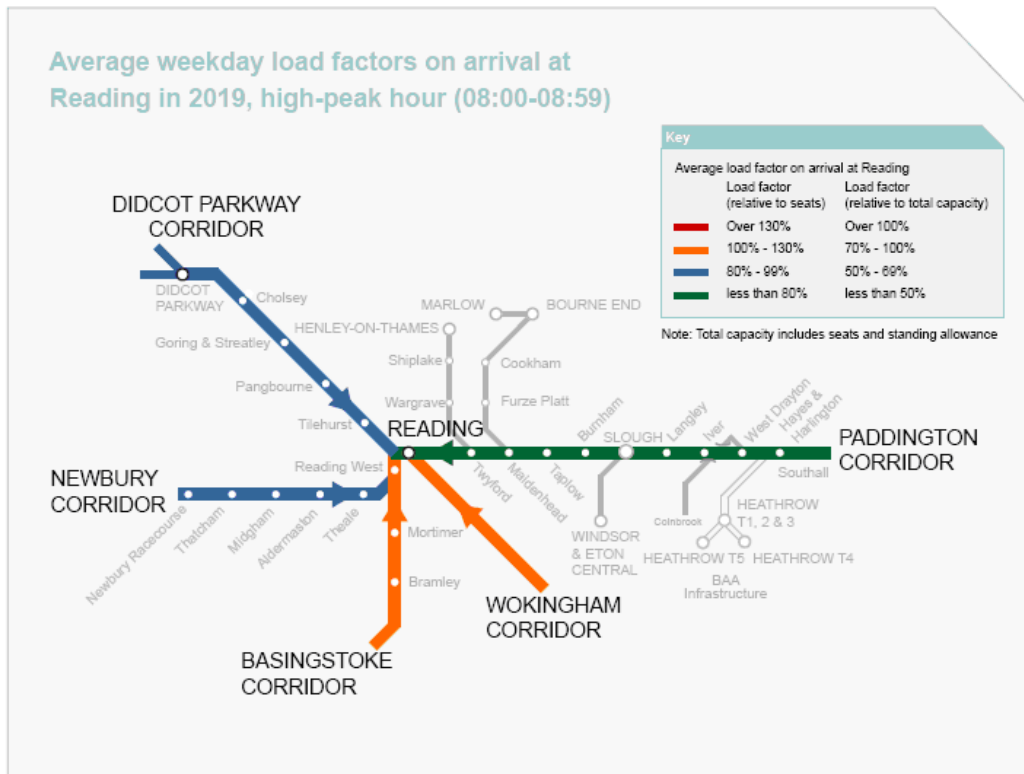 Average weekday load factors on arrival at
Reading in 2019, high-peak hour (08:00-08:59)
Key
Average load factor on arrival at Reading
Load factor
(relative to seats)
Load factor
(relative to total capacity)
Over 130%
Over 100%
100% - 130%
70% - 100%
80% - 99%
50% - 69%
less than 80%
less than 50%
Note: Total capacity includes seats and standing allowance
DIDCOT PARKWAY
CORRIDOR
DIDCOT
PARKWAY
Cholsey
Goring & Streatley
Pangbourne
Tilehurst
MARLOW
BOURNE END
HENLEY-ON-THAMES
Shiplake
Cookham
Wargrave
Furze Platt
READING
Burnham
SLOUGH
Langley
Iver
West Drayton
Hayes &
Harlington
PADDINGTON
CORRIDOR
Reading West
Twyford
Maidenhead
Taplow
Southall
NEWBURY
CORRIDOR
Newbury Racecourse
Thatcham
Midgham
Aldermaston
Theale
Mortimer
Bramley
Colnbrook
HEATHROW
T1, 2 & 3
WINDSOR
& ETON
CENTRAL
HEATHROW T5
HEATHROW T4
BAA
Infrastructure
WOKINGHAM
CORRIDOR
BASINGSTOKE
CORRIDOR